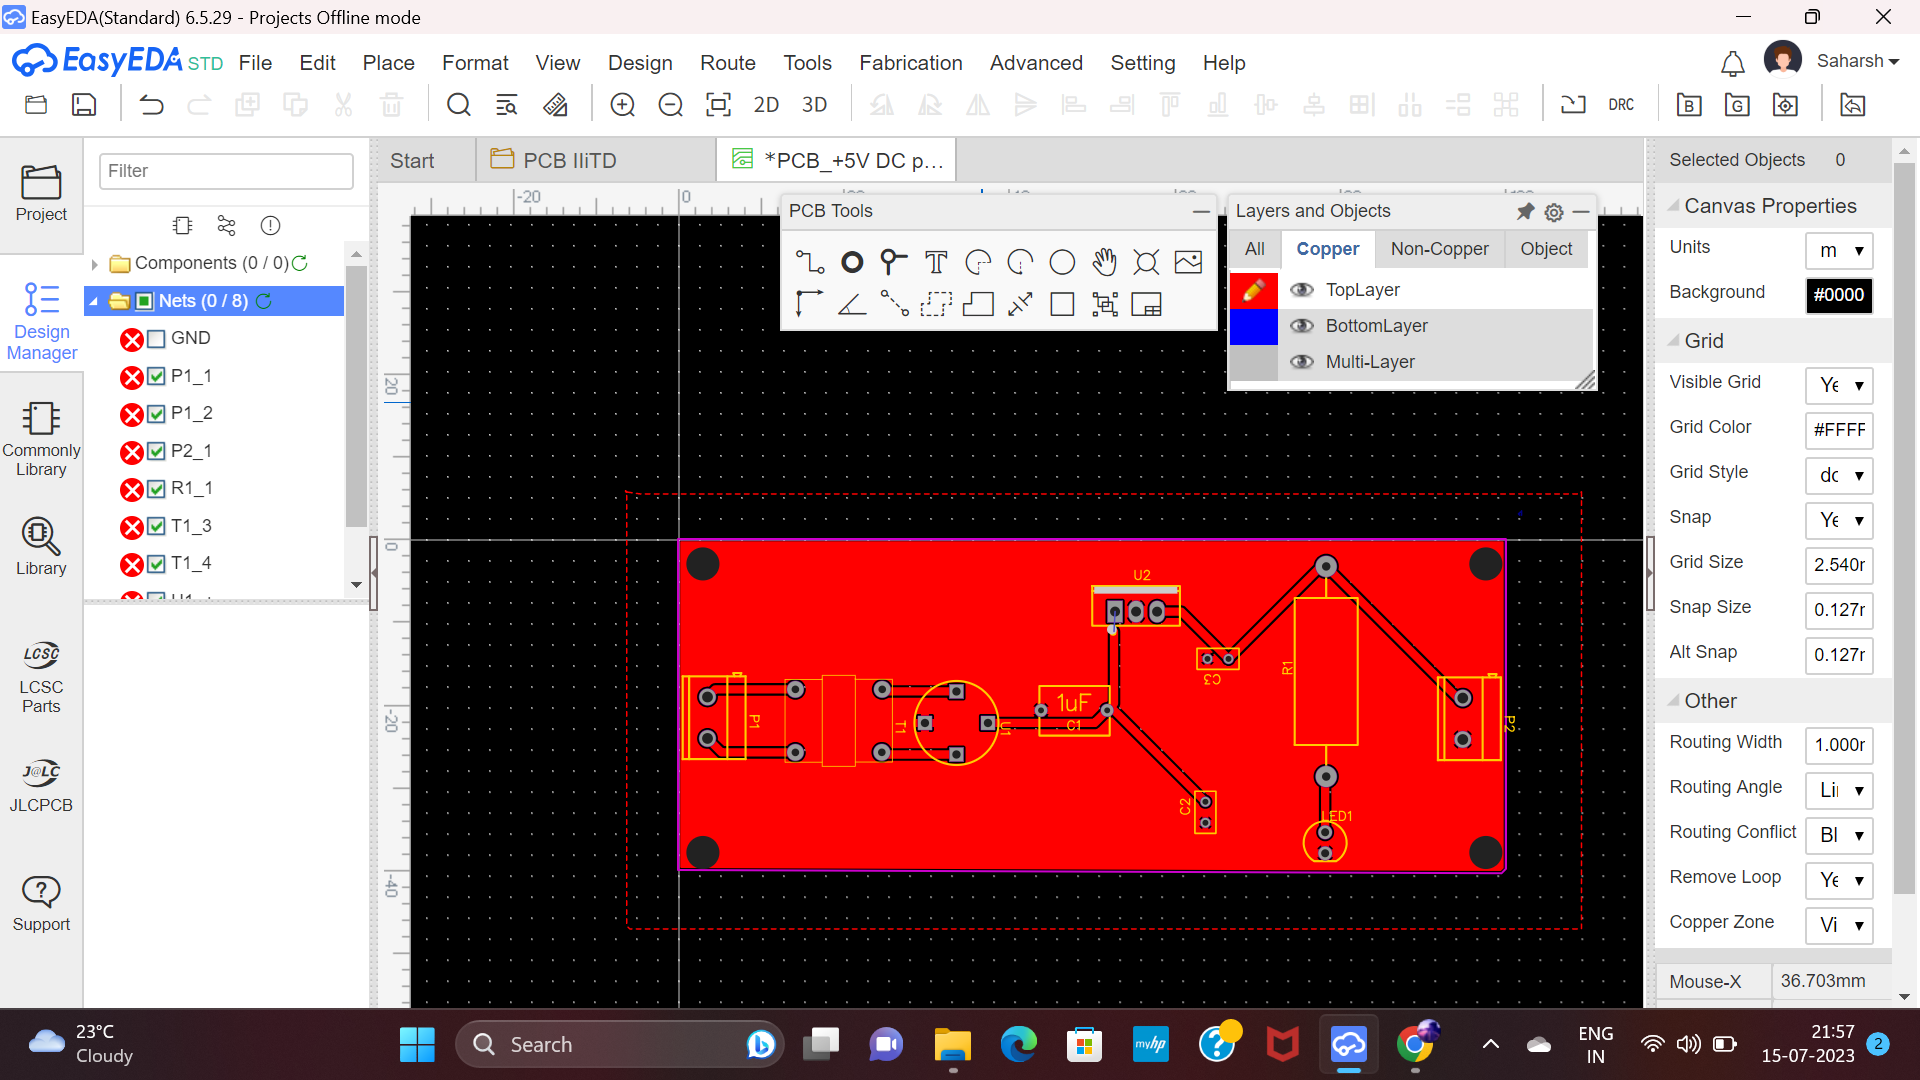 EasyEDA(Standard) 6.5.29 - Projects Offline mode
EasyEDA STD File Edit Place Format View Design Route Tools Fabrication Advanced Setting Help Saharsh
2D 3D DRC B G
Project
Design Manager
Commonly Library
Library
LCSC
LCSC Parts
J@LC
JLCPCB
Support
Filter
Components (0 / 0)
Nets (0 / 8)
GND
P1_1
P1_2
P2_1
R1_1
T1_3
T1_4
Start PCB IIiTD *PCB_+5V DC p...
-20 0
20
0
-20
-40
PCB Tools
Layers and Objects
All Copper Non-Copper Object
TopLayer
BottomLayer
Multi-Layer
U2
C3
R1
P1
T1
U1
1uF
C1
C2
LED1
P2
Selected Objects 0
Canvas Properties
Units m
Background #0000
Grid
Visible Grid Ye
Grid Color #FFFF
Grid Style do
Snap Ye
Grid Size 2.540r
Snap Size 0.127r
Alt Snap 0.127r
Other
Routing Width 1.000r
Routing Angle Li
Routing Conflict Bl
Remove Loop Ye
Copper Zone Vi
Mouse-X 36.703mm
23°C
Cloudy
Search
myhp
ENG
IN
21:57
15-07-2023
2